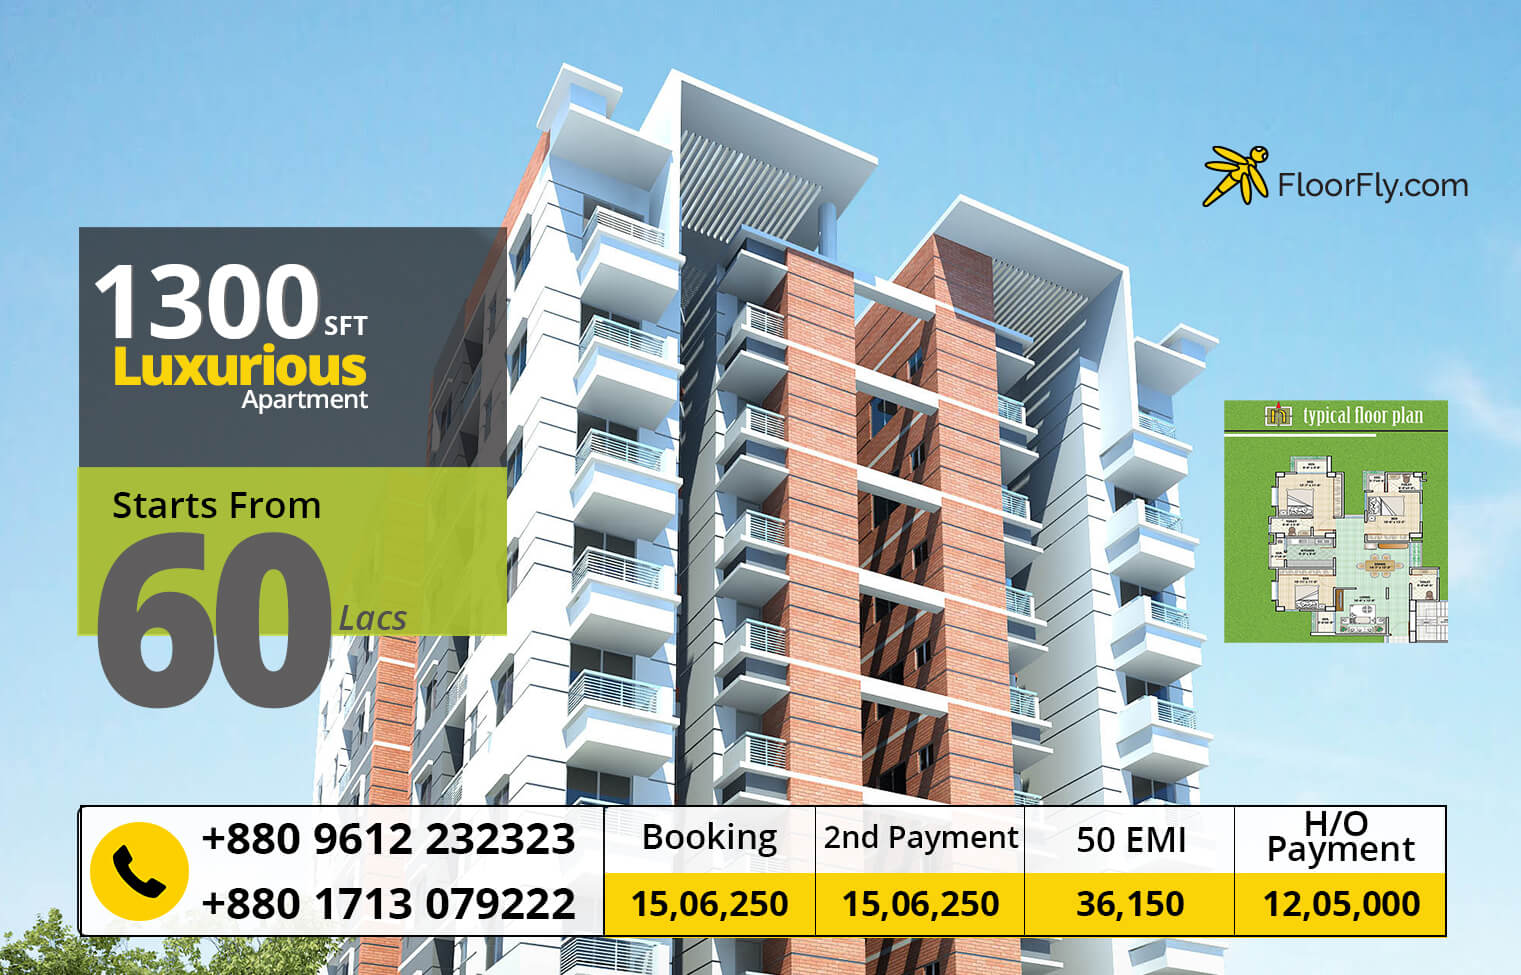 FloorFly.com
1300 SFT
Luxurious
Apartment
Starts From
60 Lacs
typical floor plan
+880 9612 232323
+880 1713 079222
Booking
15,06,250
2nd Payment
15,06,250
50 EMI
36,150
H/O
Payment
12,05,000